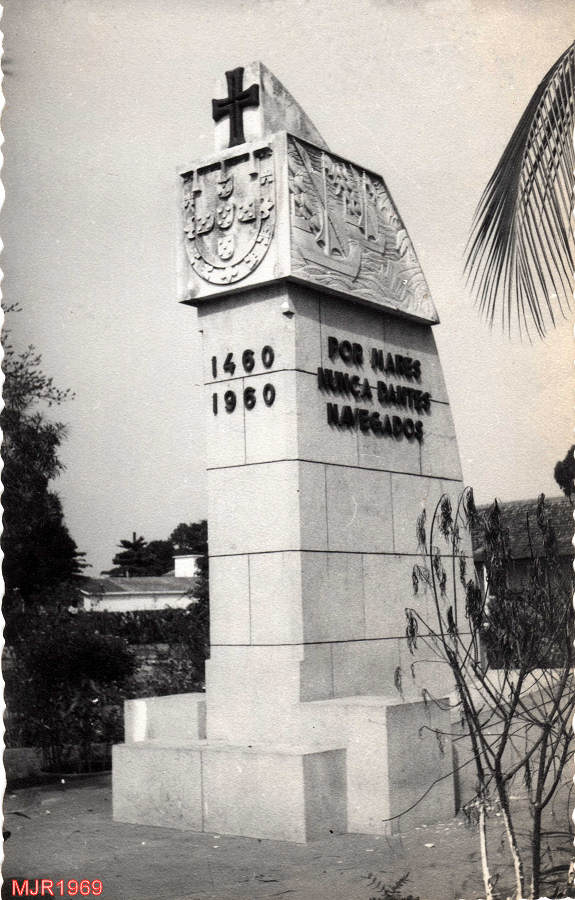 1460
1960
POR MARES
NUNCA DANTES
NAVEGADOS
MJR1969